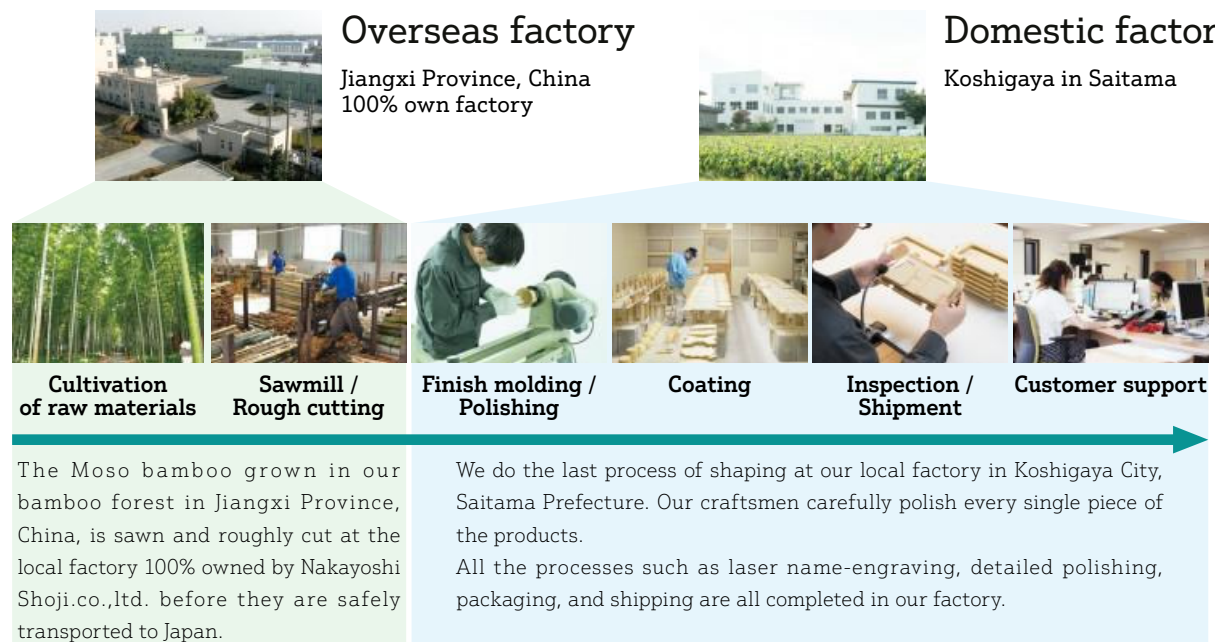 Overseas factory
Jiangxi Province, China
100% own factory
Domestic factor
Koshigaya in Saitama
Cultivation
of raw materials
Sawmill /
Rough cutting
Finish molding /
Polishing
Coating
Inspection /
Shipment
Customer support
The Moso bamboo grown in our
bamboo forest in Jiangxi Province,
China, is sawn and roughly cut at the
local factory 100% owned by Nakayoshi
Shoji.co.,ltd. before they are safely
transported to Japan.
We do the last process of shaping at our local factory in Koshigaya City,
Saitama Prefecture. Our craftsmen carefully polish every single piece of
the products.
All the processes such as laser name-engraving, detailed polishing,
packaging, and shipping are all completed in our factory.